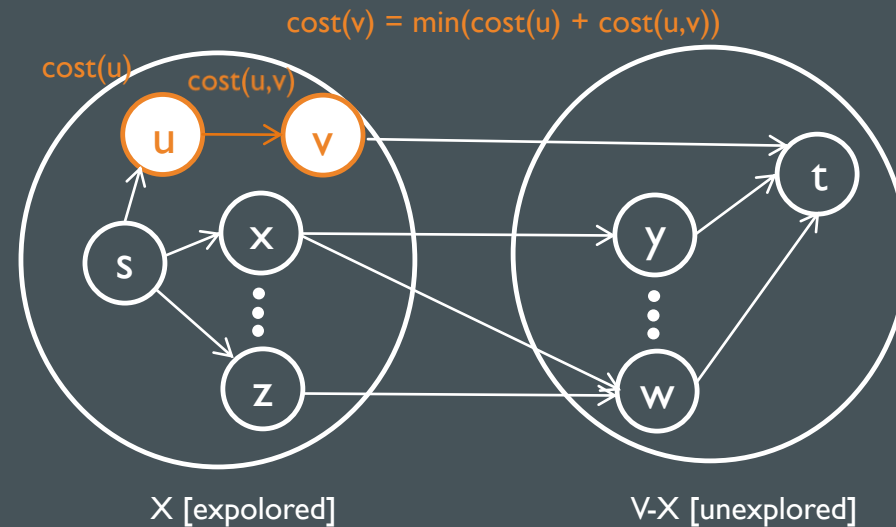 cost(v) = min(cost(u) + cost(u,v))
cost(u)
cost(u,v)
u
v
t
s
x
y
z
w
X [expolored]
V-X [unexplored]